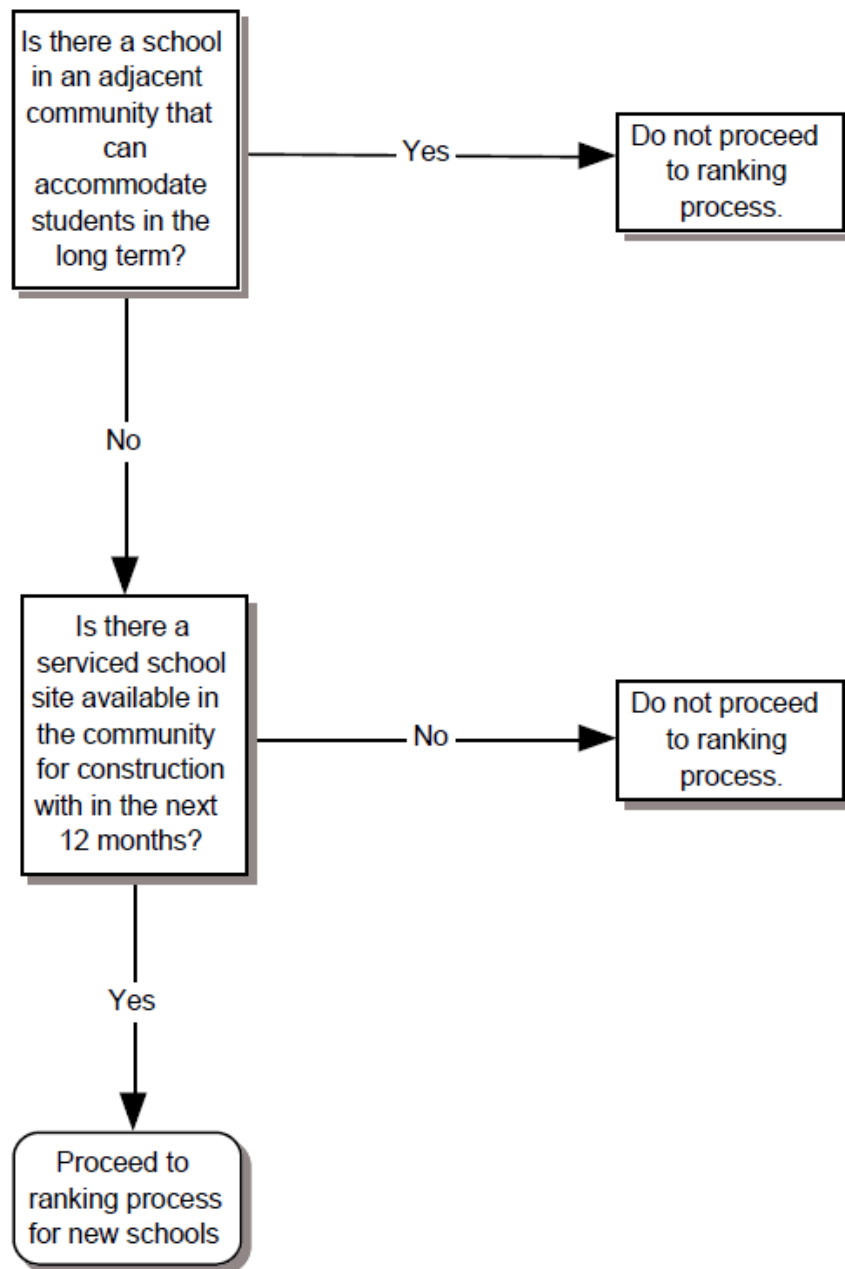 Is there a school
in an adjacent
community that
can
accommodate
students in the
long term?
Yes
Do not proceed
to ranking
process.
No
Is there a
serviced school
site available in
the community
for construction
with in the next
12 months?
No
Do not proceed
to ranking
process.
Yes
Proceed to
ranking process
for new schools